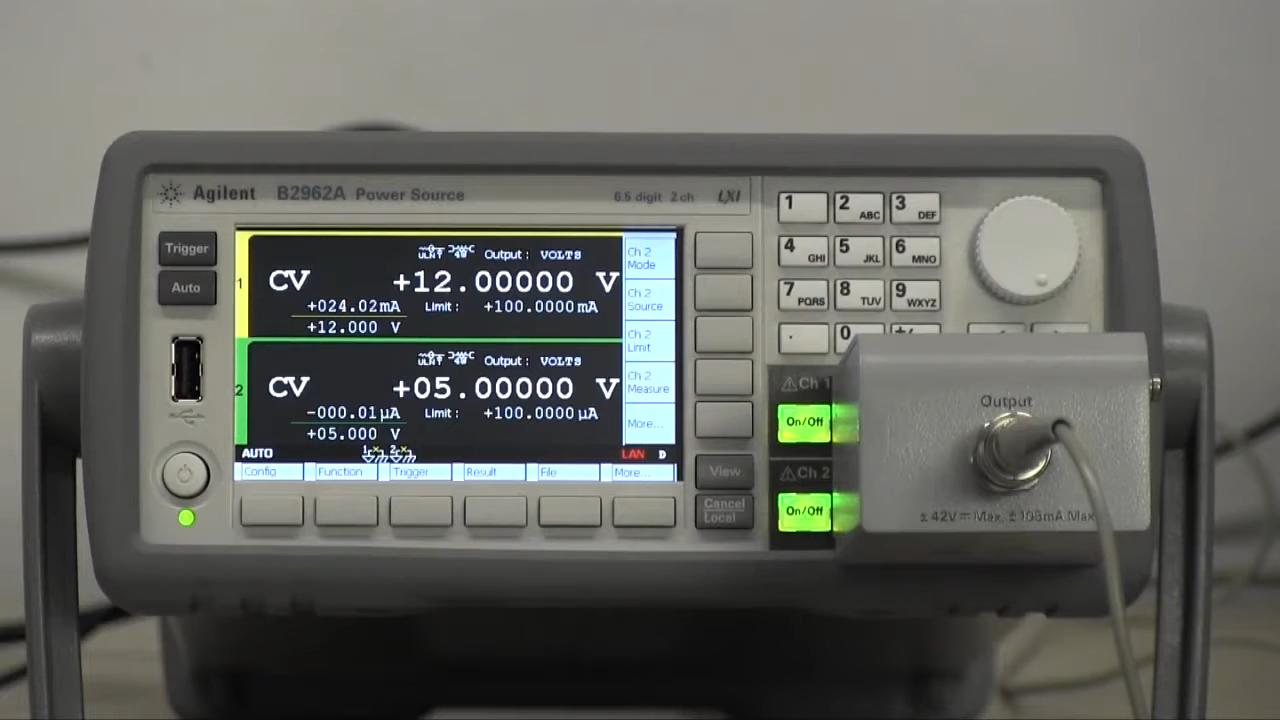 Agilent B2962A Power Source 6.5 digit 2 ch LXI
Trigger
Auto
1
Output : VOLTS
CV +12.00000 V
+024.02mA Limit : +100.0000mA
+12.000 V
2
Output : VOLTS
CV +05.00000 V
-000.01µA Limit : +100.0000µA
+05.000 V
AUTO
LAN D
Ch 2
Mode
Ch 2
Source
Ch 2
Limit
Ch 2
Measure
More...
Config Function Trigger Result File More...
View
Cancel
Local
1 2 ABC 3 DEF
4 GHI 5 JKL 6 MNO
7 PQRS 8 TUV 9 WXYZ
. 0
Ch 1
On/Off
Ch 2
On/Off
Output
± 42V Max, ± 108mA Max